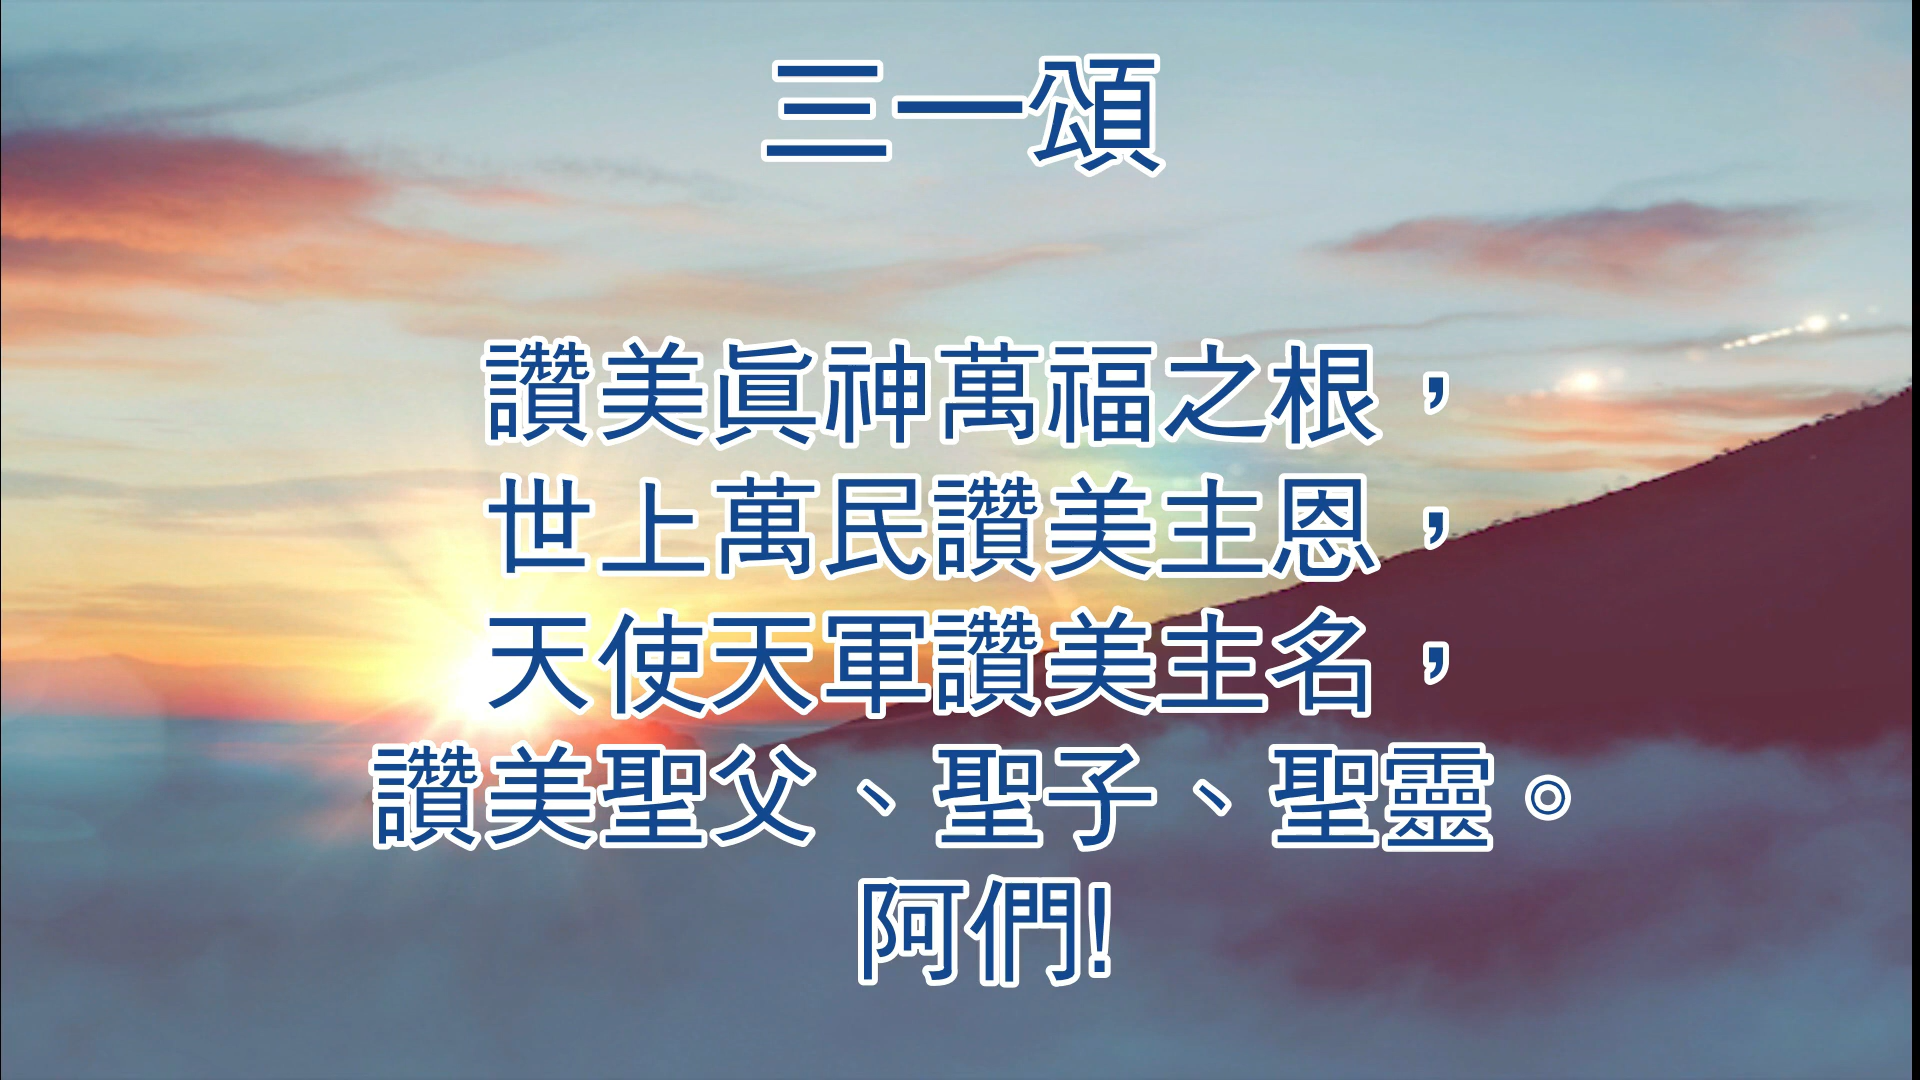 三一頌
讚美眞神萬福之根，
世上萬民讚美主恩，
天使天軍讚美主名，
讚美聖父、聖子、聖靈。
阿們!